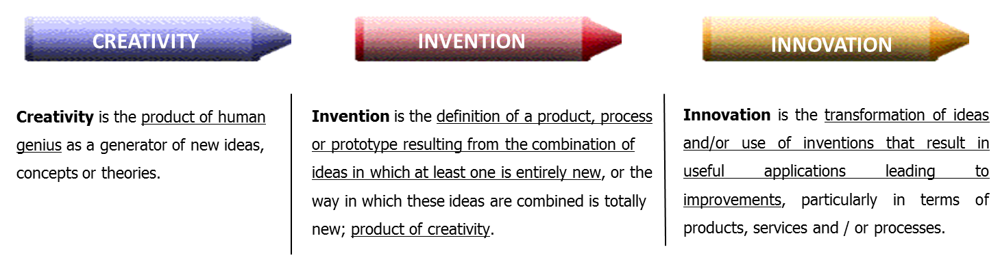 CREATIVITY
INVENTION
INNOVATION
Creativity is the product of human
genius as a generator of new ideas,
concepts or theories.
Invention is the definition of a product, process
or prototype resulting from the combination of
ideas in which at least one is entirely new, or the
way in which these ideas are combined is totally
new; product of creativity.
Innovation is the transformation of ideas
and/or use of inventions that result in
useful applications leading to
improvements, particularly in terms of
products, services and / or processes.